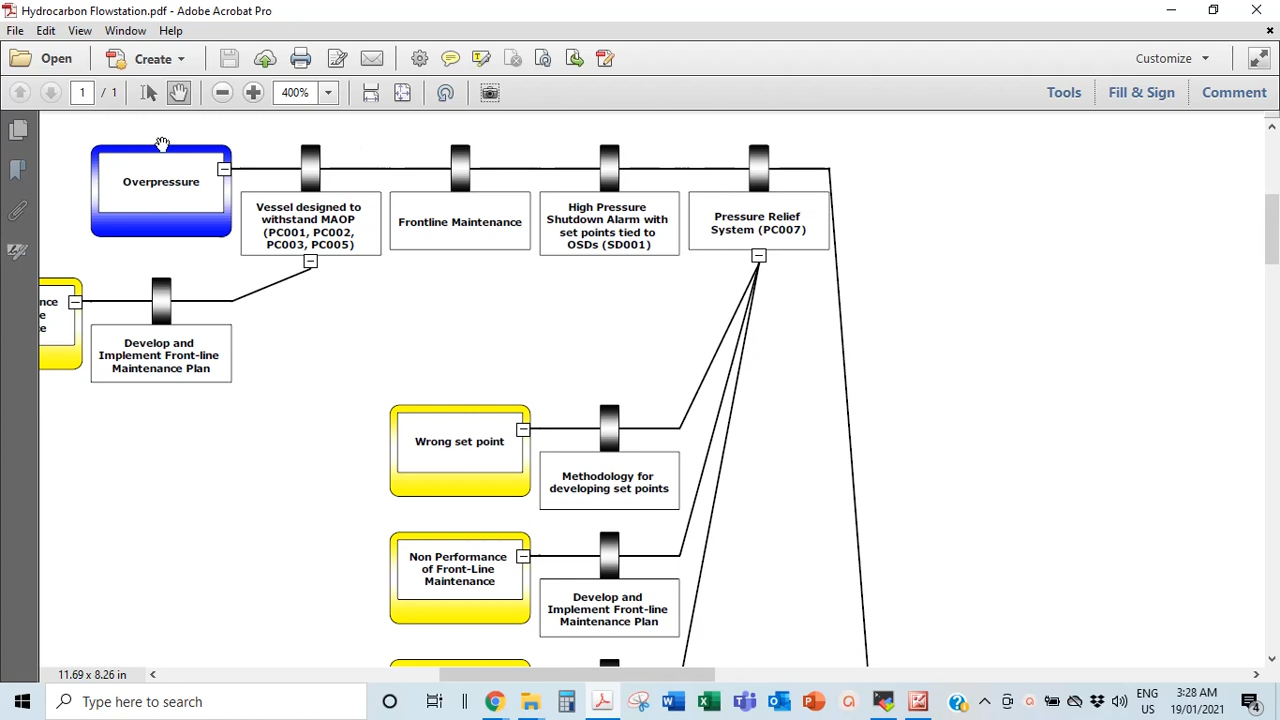 Hydrocarbon Flowstation.pdf - Adobe Acrobat Pro
File Edit View Window Help
Open Create Customize
1 / 1 400% Tools Fill & Sign Comment
Overpressure
Vessel designed to
withstand MAOP
(PC001, PC002,
PC003, PC005)
Frontline Maintenance
High Pressure
Shutdown Alarm with
set points tied to
OSDs (SD001)
Pressure Relief
System (PC007)
Develop and
Implement Front-line
Maintenance Plan
Wrong set point
Methodology for
developing set points
Non Performance
of Front-Line
Maintenance
Develop and
Implement Front-line
Maintenance Plan
11.69 x 8.26 in
Type here to search
ENG
US
3:28 AM
19/01/2021
4